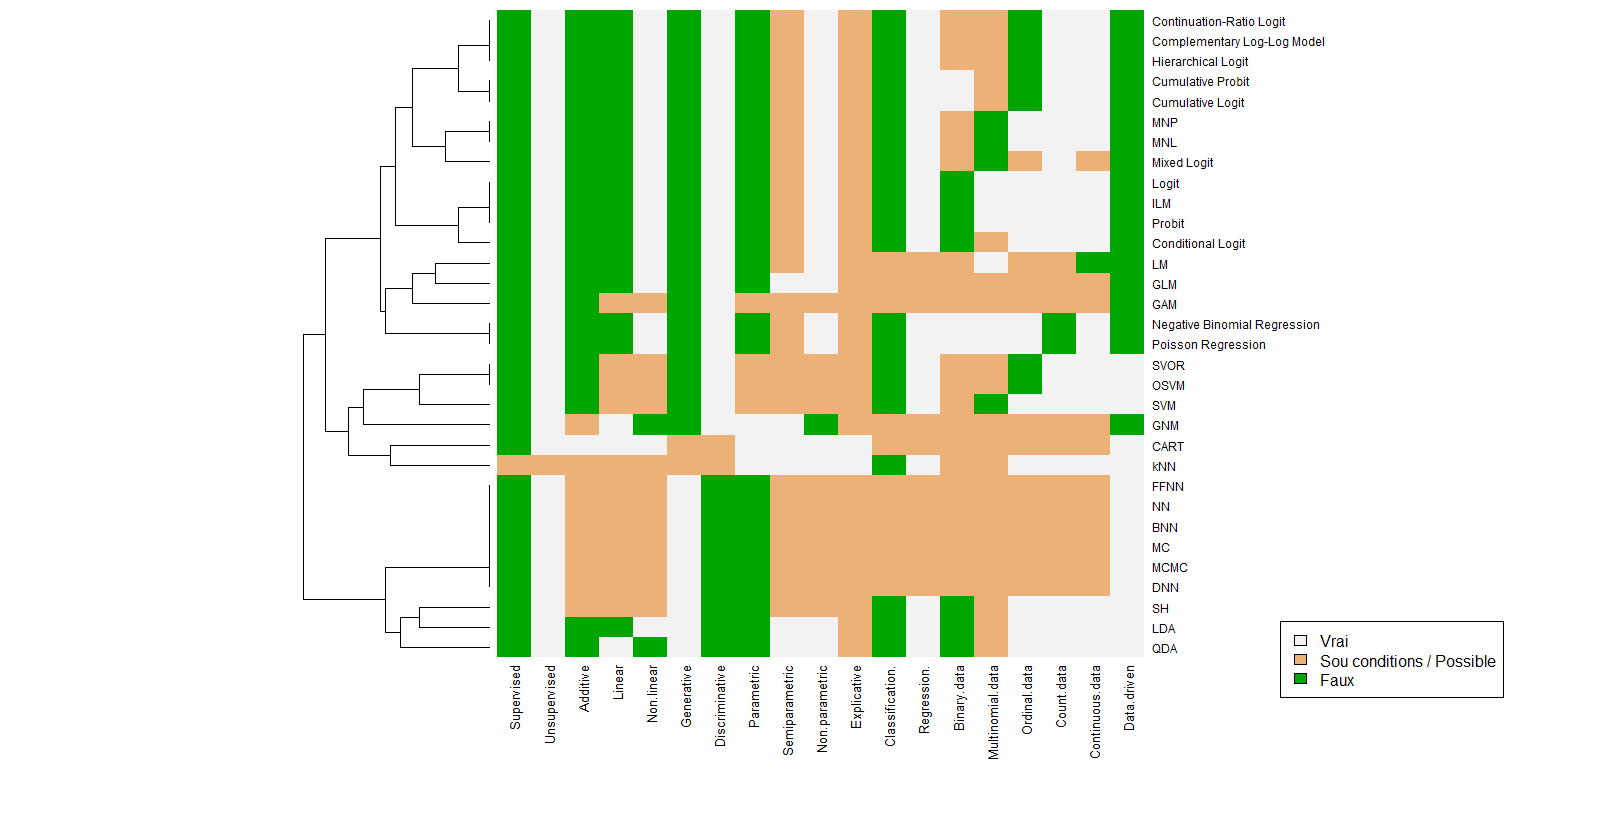 Continuation-Ratio Logit
Complementary Log-Log Model
Hierarchical Logit
Cumulative Probit
Cumulative Logit
MNP
MNL
Mixed Logit
Logit
ILM
Probit
Conditional Logit
LM
GLM
GAM
Negative Binomial Regression
Poisson Regression
SVOR
OSVM
SVM
GNM
CART
kNN
FFNN
NN
BNN
MC
MCMC
DNN
SH
LDA
QDA
Vrai
Sou conditions / Possible
Faux
Supervised
Unsupervised
Additive
Linear
Non.linear
Generative
Discriminative
Parametric
Semiparametric
Non.parametric
Explicative
Classification.
Regression.
Binary.data
Multinomial.data
Ordinal.data
Count.data
Continuous.data
Data.driven